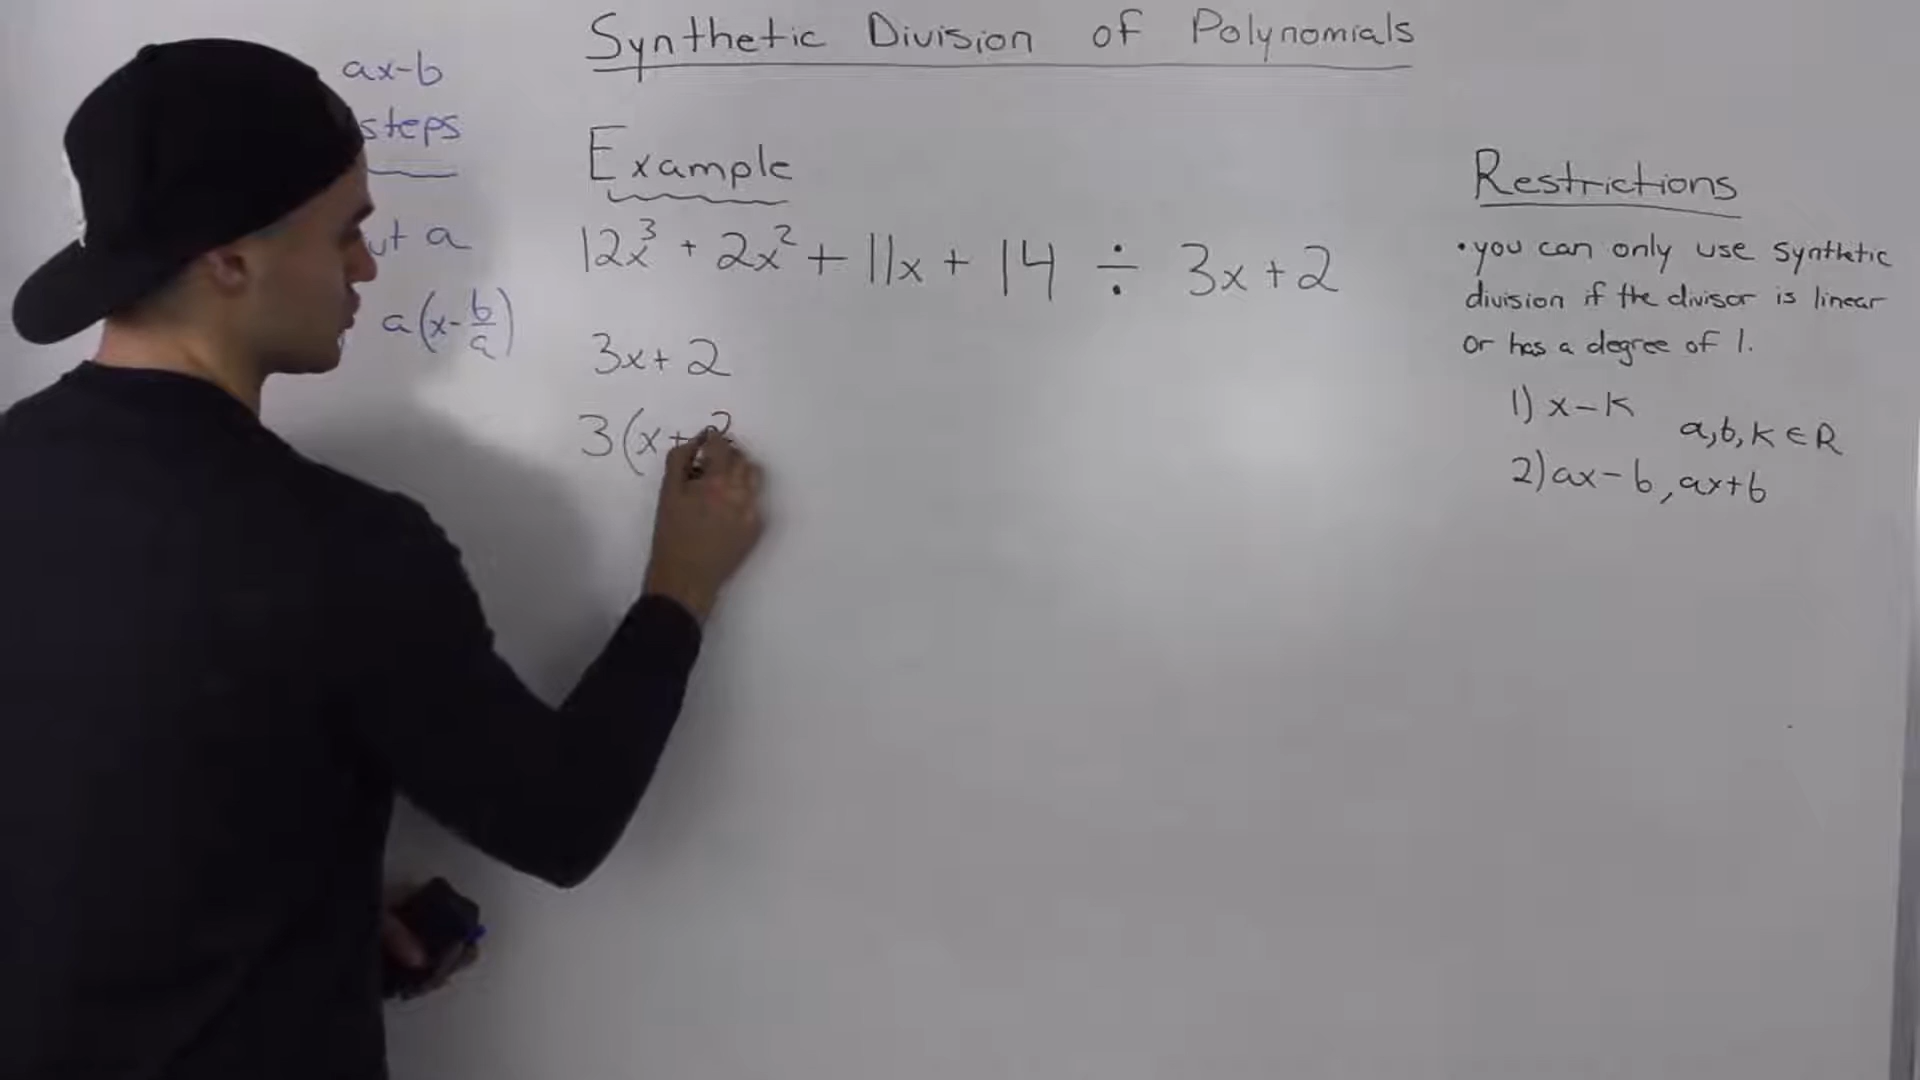 Synthetic Division of Polynomials
ax-b
steps
a
a(x-b/a)
Example
12x³ + 2x² + 11x + 14 ÷ 3x+2
3x+2
3(x+2
Restrictions
• you can only use synthetic
division if the divisor is linear
or has a degree of 1.
1) x-k
a,b,k ∈ R
2) ax-b, ax+b